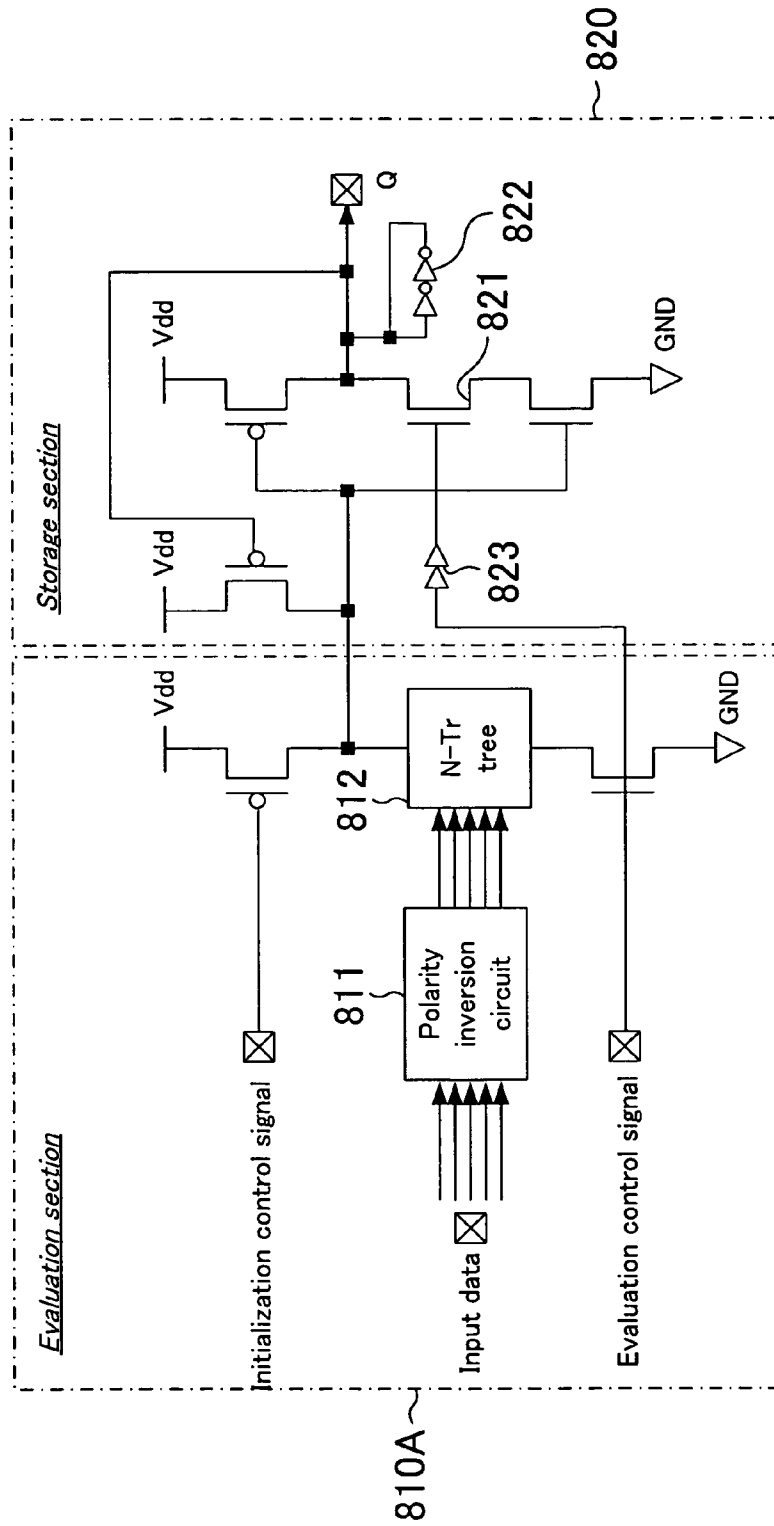 Evaluation section
Storage section
Vdd
Vdd
Vdd
Initialization control signal
Q
811
Polarity
inversion
circuit
812
N-Tr
tree
822
821
823
Input data
GND
Evaluation control signal
GND
810A
820